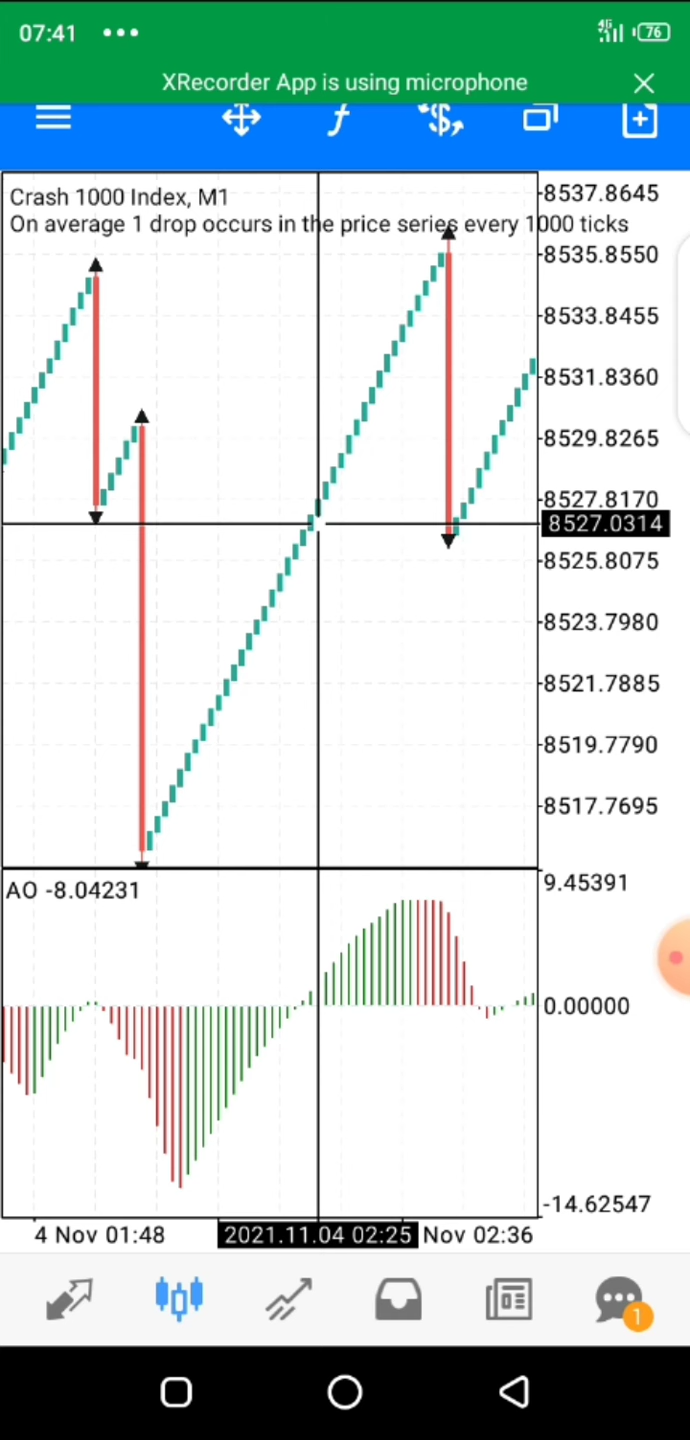 07:41
4G
76
XRecorder App is using microphone
Crash 1000 Index, M1
On average 1 drop occurs in the price series every 1000 ticks
8537.8645
8535.8550
8533.8455
8531.8360
8529.8265
8527.8170
8527.0314
8525.8075
8523.7980
8521.7885
8519.7790
8517.7695
AO -8.04231
9.45391
0.00000
-14.62547
4 Nov 01:48
2021.11.04 02:25
Nov 02:36
1